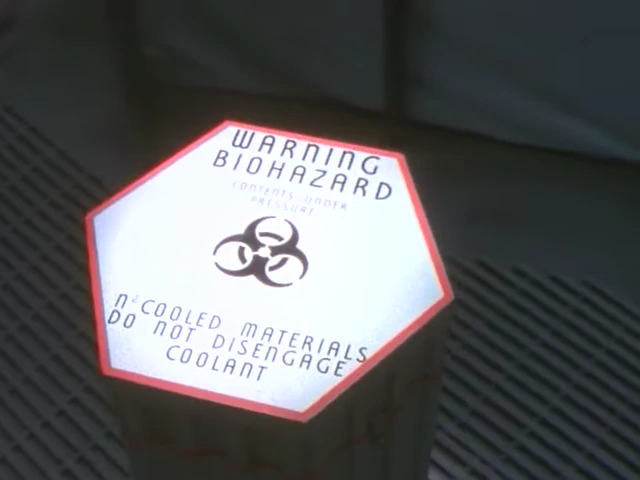 WARNING
BIOHAZARD
CONTENTS UNDER
PRESSURE
n²COOLED MATERIALS
DO NOT DISENGAGE
COOLANT